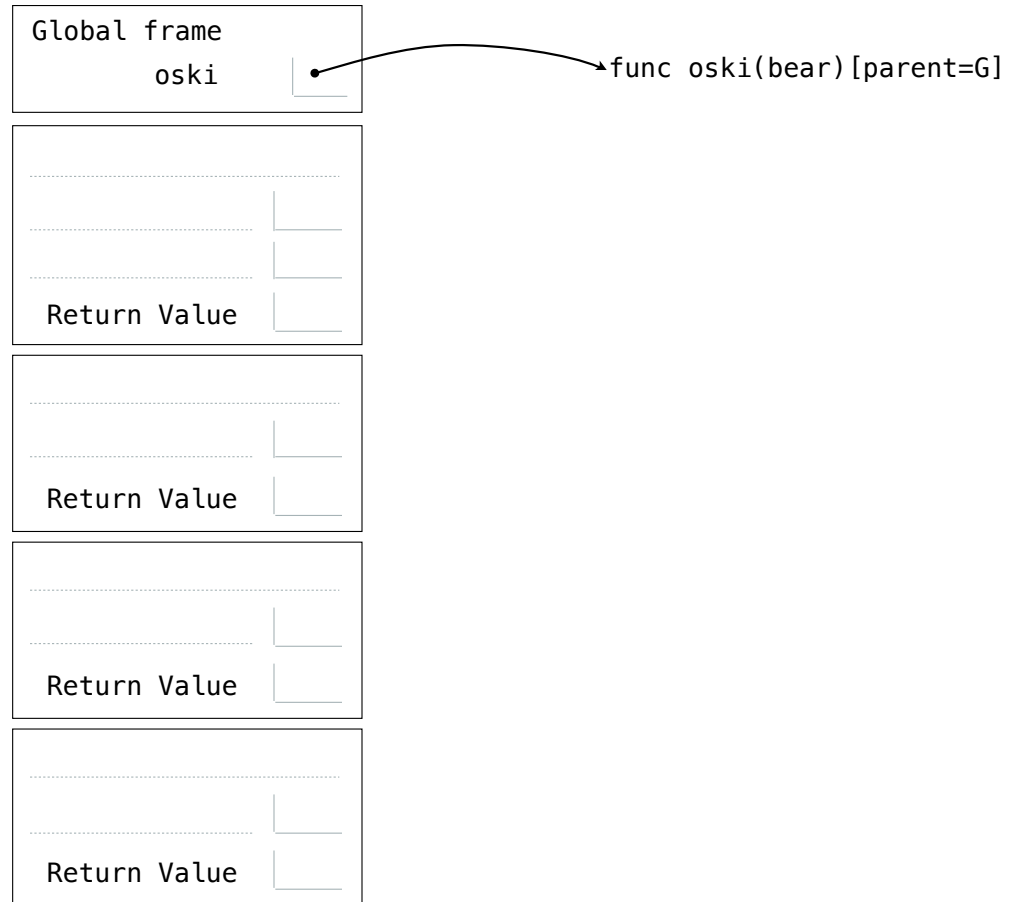 Global frame
oski
func oski(bear)[parent=G]
Return Value
Return Value
Return Value
Return Value